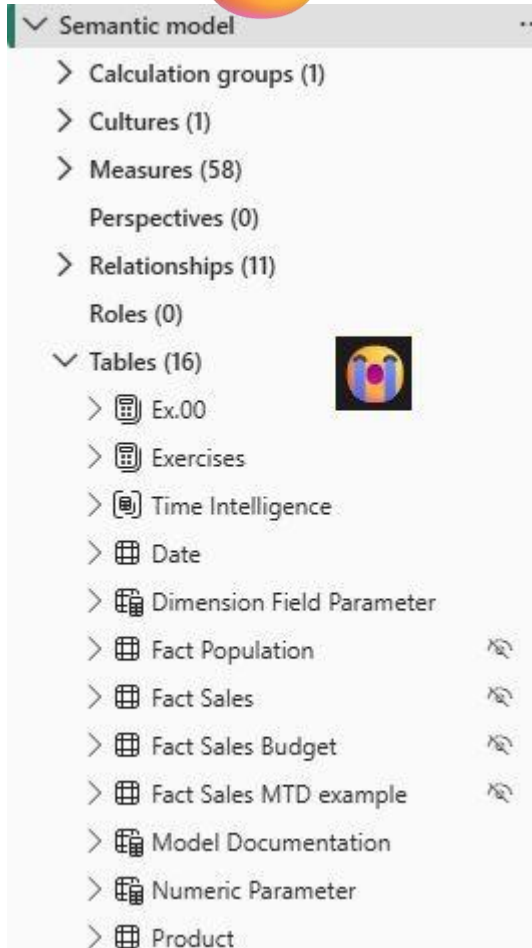 Semantic model
Calculation groups (1)
Cultures (1)
Measures (58)
Perspectives (0)
Relationships (11)
Roles (0)
Tables (16)
Ex.00
Exercises
Time Intelligence
Date
Dimension Field Parameter
Fact Population
Fact Sales
Fact Sales Budget
Fact Sales MTD example
Model Documentation
Numeric Parameter
Product